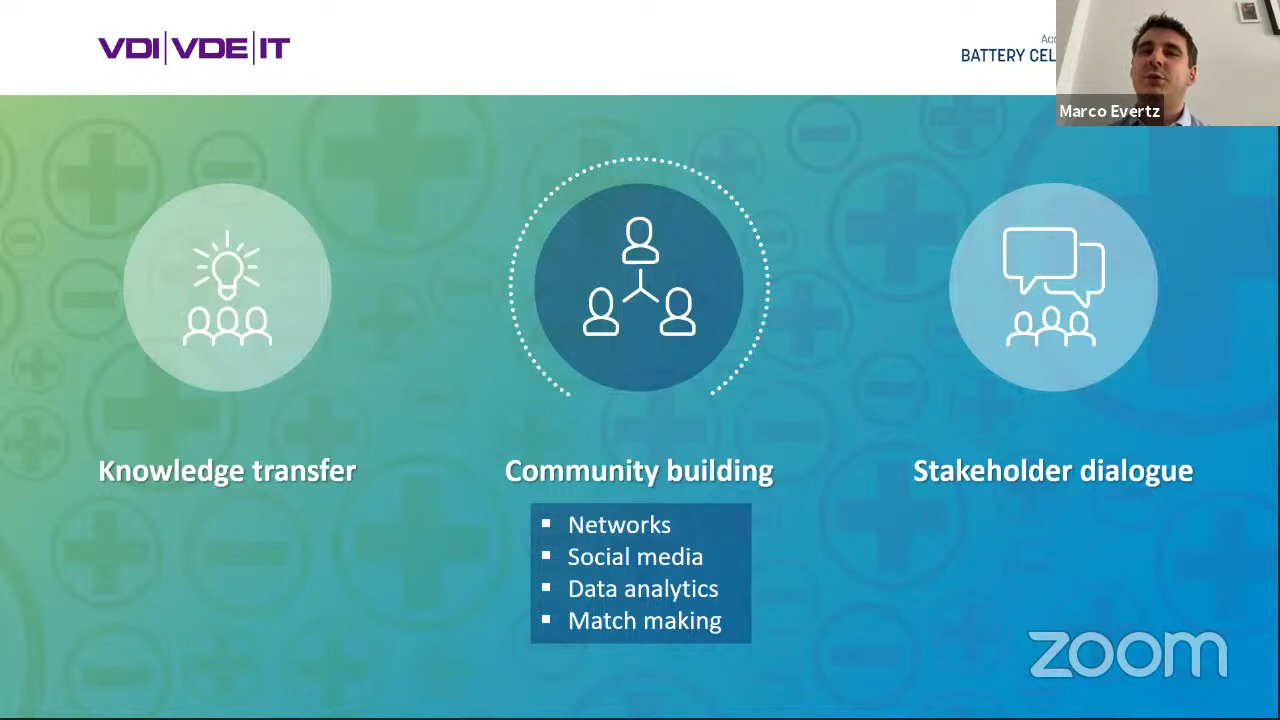 VDI|VDE|IT
BATTERY
Marco Evertz
Knowledge transfer
Community building
Stakeholder dialogue
▪ Networks
▪ Social media
▪ Data analytics
▪ Match making
zoom